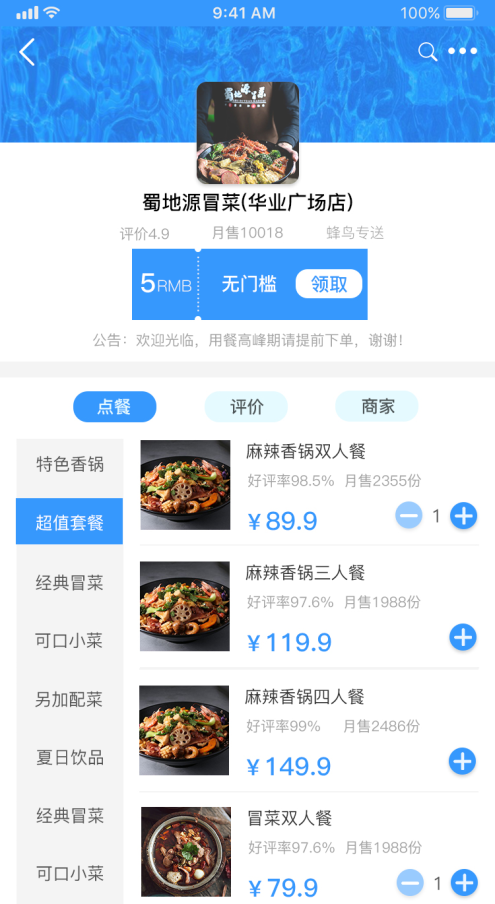 9:41 AM 100%
蜀地源冒菜
蜀地源冒菜(华业广场店)
评价4.9 月售10018 蜂鸟专送
5RMB 无门槛 领取
公告：欢迎光临，用餐高峰期请提前下单，谢谢！
点餐 评价 商家
特色香锅
超值套餐
经典冒菜
可口小菜
另加配菜
夏日饮品
经典冒菜
可口小菜
麻辣香锅双人餐
好评率98.5% 月售2355份
￥89.9 1
麻辣香锅三人餐
好评率97.6% 月售1988份
￥119.9
麻辣香锅四人餐
好评率99% 月售2486份
￥149.9
冒菜双人餐
好评率97.6% 月售1988份
￥79.9 1